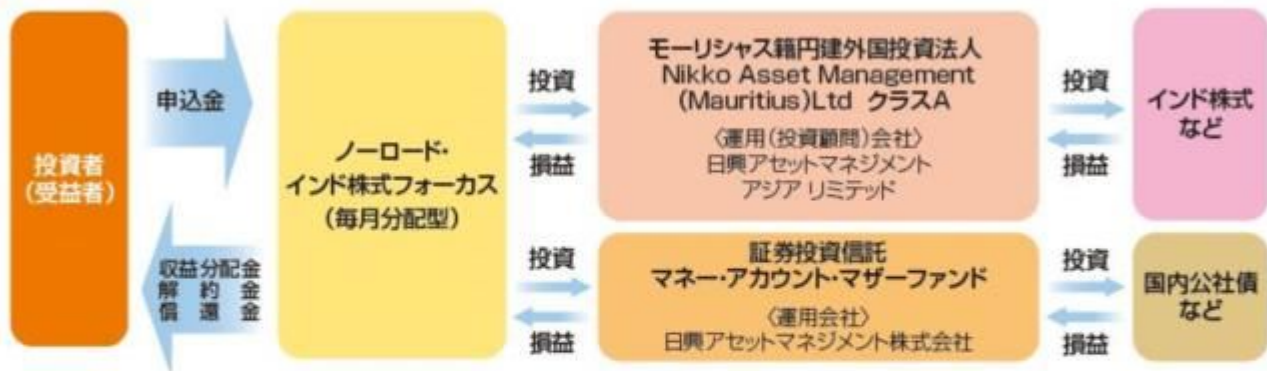 投資者
(受益者)
申込金
収益分配金
解約金
償還金
ノーロード・
インド株式フォーカス
(毎月分配型)
投資
損益
モーリシャス籍円建外国投資法人
Nikko Asset Management
(Mauritius)Ltd クラスA
〈運用(投資顧問)会社〉
日興アセットマネジメント
アジア リミテッド
投資
損益
インド株式
など
投資
損益
証券投資信託
マネー・アカウント・マザーファンド
〈運用会社〉
日興アセットマネジメント株式会社
投資
損益
国内公社債
など